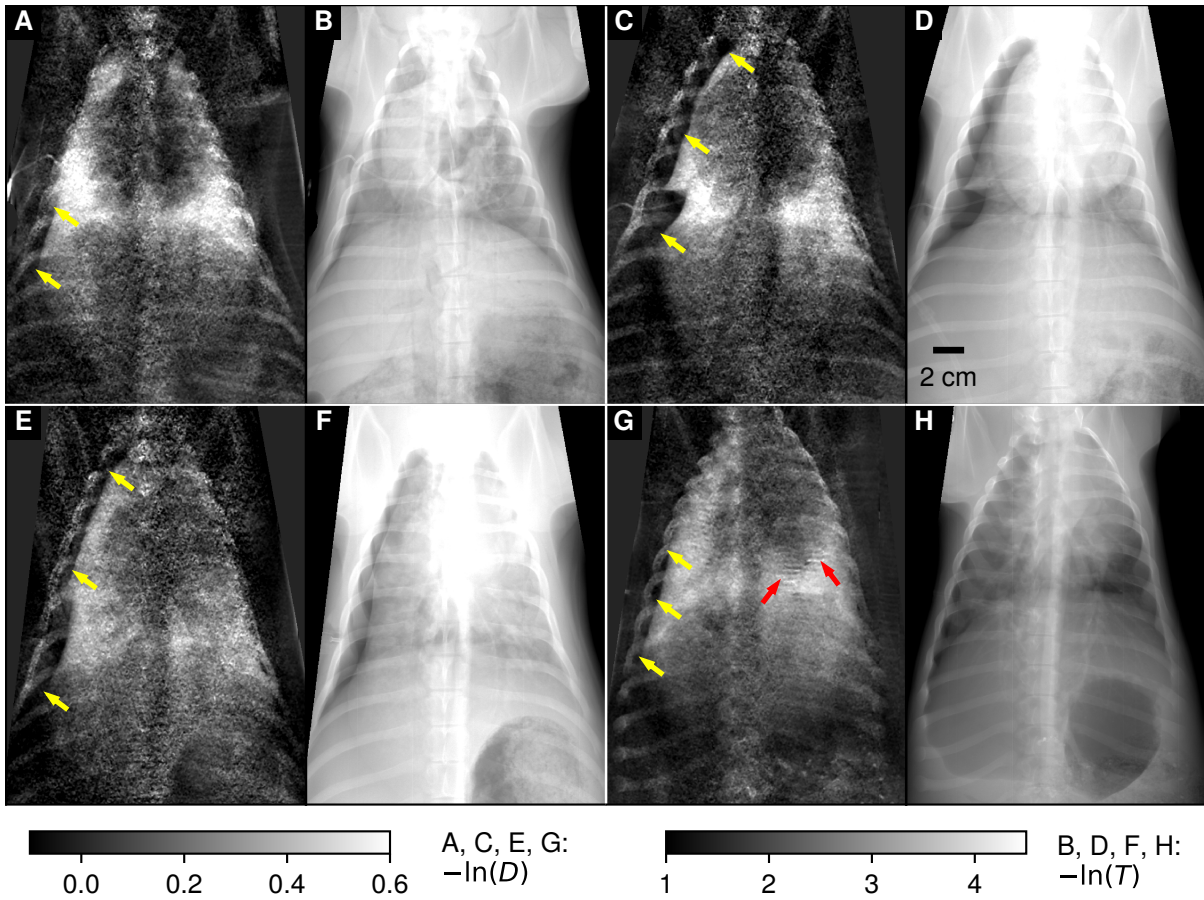 A
B
C
D
2 cm
E
F
G
H
0.0 0.2 0.4 0.6
A, C, E, G:
−ln(D)
1 2 3 4
B, D, F, H:
−ln(T)